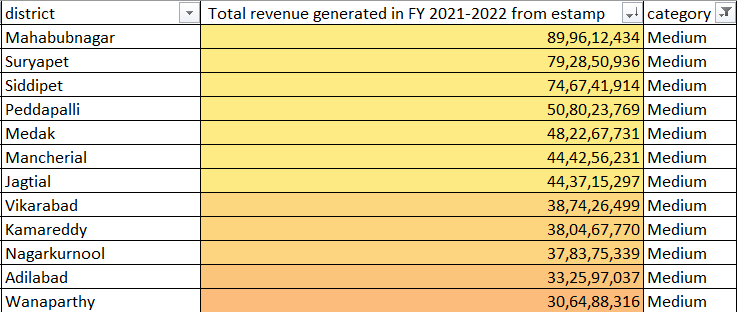 district Total revenue generated in FY 2021-2022 from estamp category
Mahabubnagar 89,96,12,434 Medium
Suryapet 79,28,50,936 Medium
Siddipet 74,67,41,914 Medium
Peddapalli 50,80,23,769 Medium
Medak 48,22,67,731 Medium
Mancherial 44,42,56,231 Medium
Jagtial 44,37,15,297 Medium
Vikarabad 38,74,26,499 Medium
Kamareddy 38,04,67,770 Medium
Nagarkurnool 37,83,75,339 Medium
Adilabad 33,25,97,037 Medium
Wanaparthy 30,64,88,316 Medium